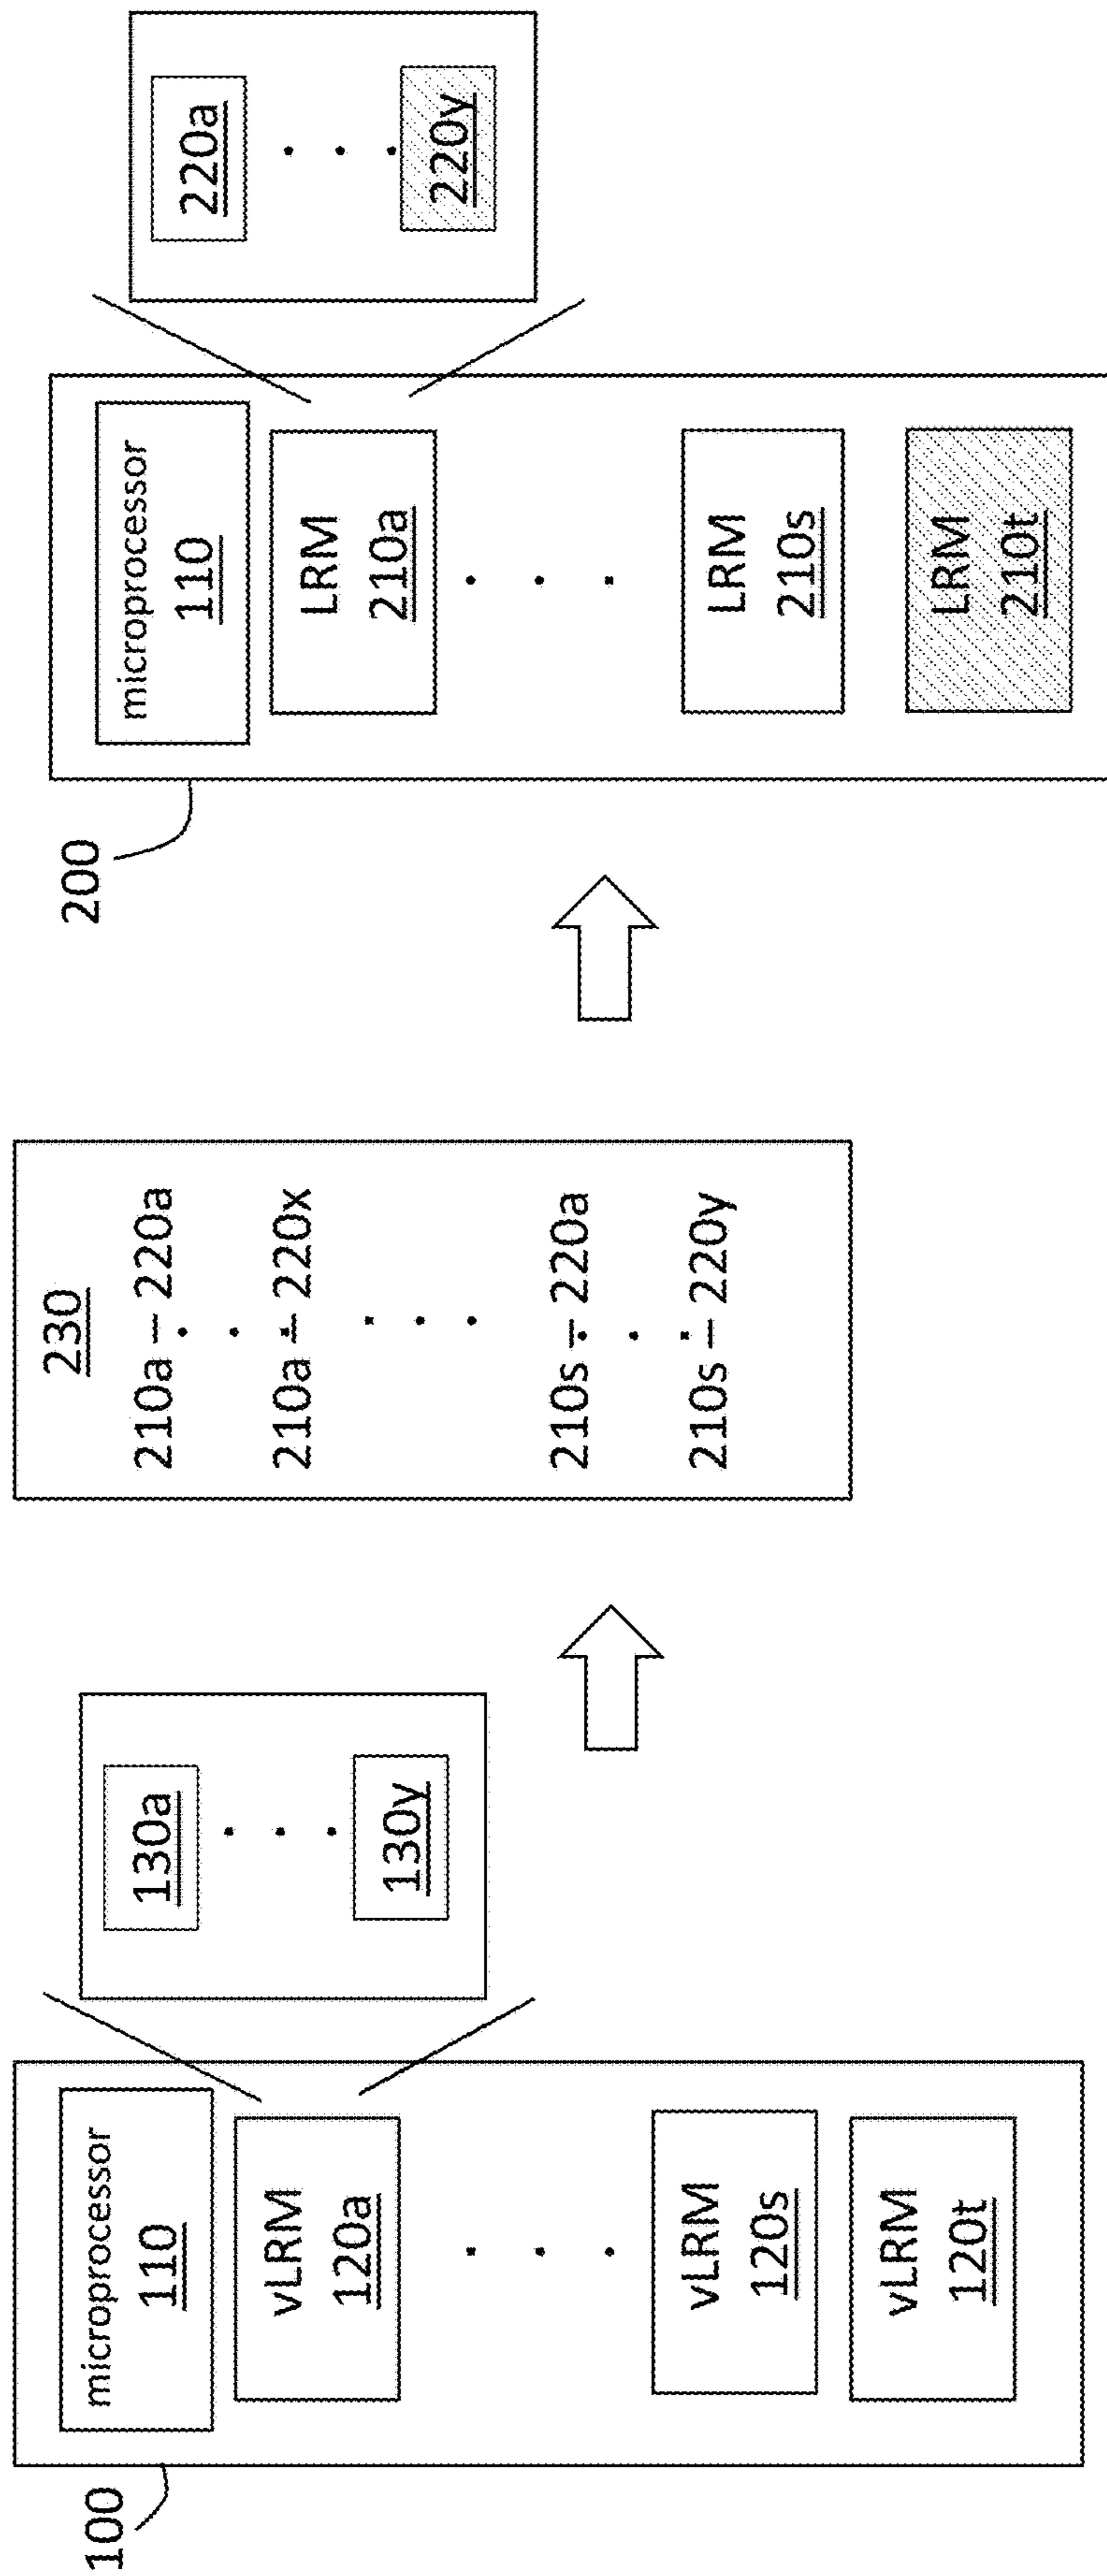 100
microprocessor
110
vLRM
120a
vLRM
120s
vLRM
120t
130a
130y
230
210a – 220a
210a – 220x
210s – 220a
210s – 220y
200
microprocessor
110
LRM
210a
LRM
210s
LRM
210t
220a
220y